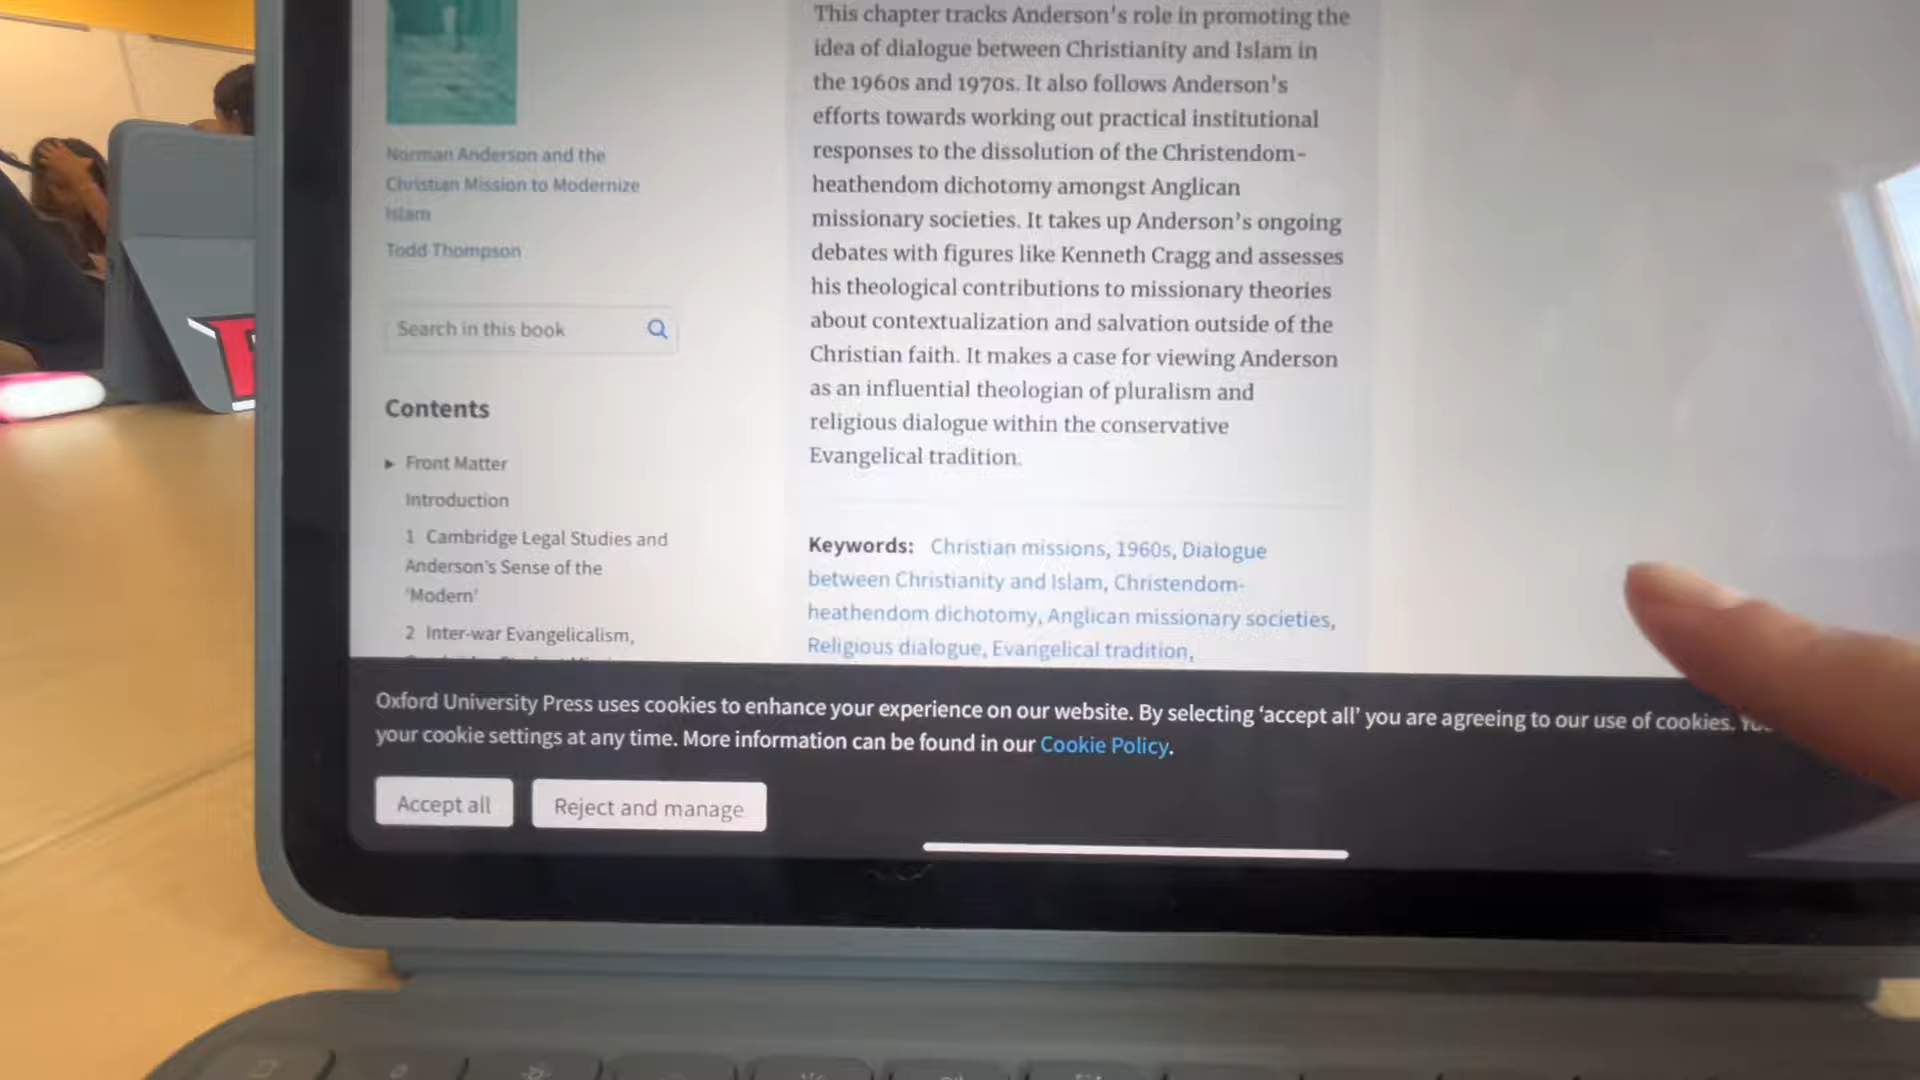 Norman Anderson and the
Christian Mission to Modernize
Islam
Todd Thompson
Search in this book
Contents
Front Matter
Introduction
1 Cambridge Legal Studies and
Anderson's Sense of the
'Modern'
2 Inter-war Evangelicalism,
This chapter tracks Anderson's role in promoting the
idea of dialogue between Christianity and Islam in
the 1960s and 1970s. It also follows Anderson's
efforts towards working out practical institutional
responses to the dissolution of the Christendom-
heathendom dichotomy amongst Anglican
missionary societies. It takes up Anderson's ongoing
debates with figures like Kenneth Cragg and assesses
his theological contributions to missionary theories
about contextualization and salvation outside of the
Christian faith. It makes a case for viewing Anderson
as an influential theologian of pluralism and
religious dialogue within the conservative
Evangelical tradition.
Keywords: Christian missions, 1960s, Dialogue
between Christianity and Islam, Christendom-
heathendom dichotomy, Anglican missionary societies,
Religious dialogue, Evangelical tradition,
Oxford University Press uses cookies to enhance your experience on our website. By selecting 'accept all' you are agreeing to our use of cookies.
your cookie settings at any time. More information can be found in our Cookie Policy.
Accept all
Reject and manage